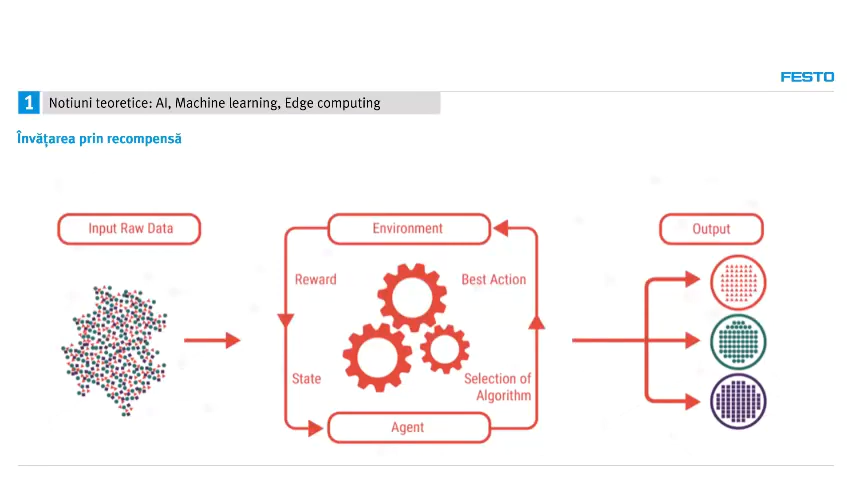 FESTO
1 Notiuni teoretice: AI, Machine learning, Edge computing
Învățarea prin recompensă
Input Raw Data
Environment
Output
Reward
Best Action
State
Selection of
Algorithm
Agent